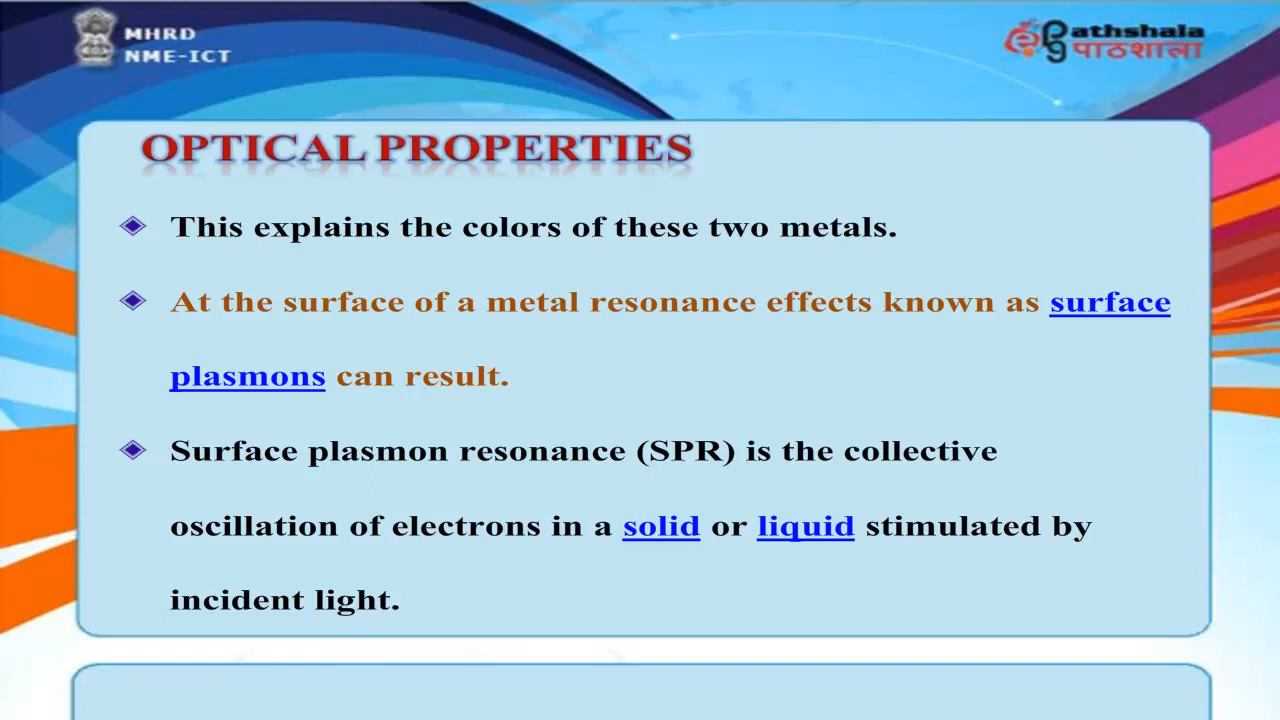 MHRD
NME-ICT
athshala
पाठशाला
OPTICAL PROPERTIES
This explains the colors of these two metals.
At the surface of a metal resonance effects known as surface
plasmons can result.
Surface plasmon resonance (SPR) is the collective
oscillation of electrons in a solid or liquid stimulated by
incident light.